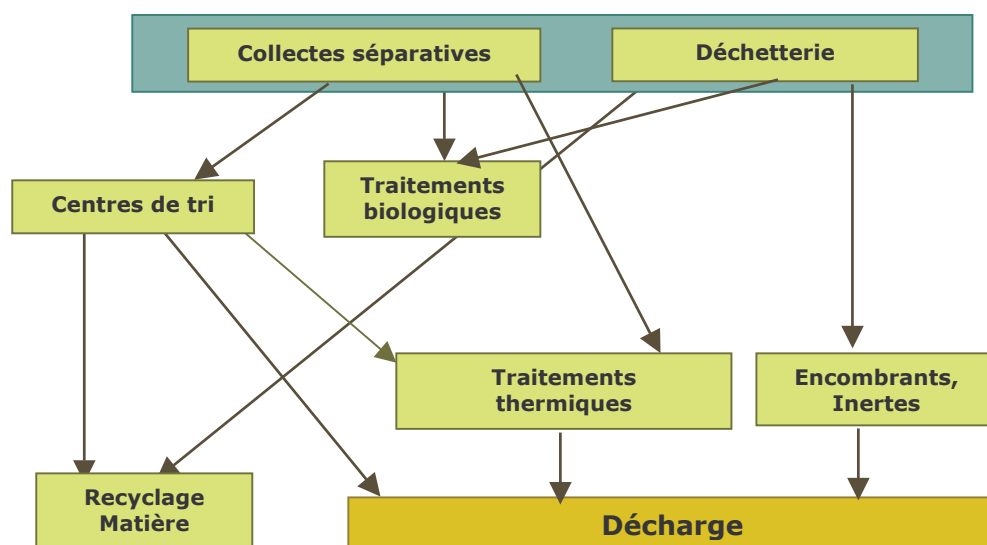 Collectes séparatives
Déchetterie
Traitements
biologiques
Centres de tri
Traitements
thermiques
Encombrants,
Inertes
Recyclage
Matière
Décharge